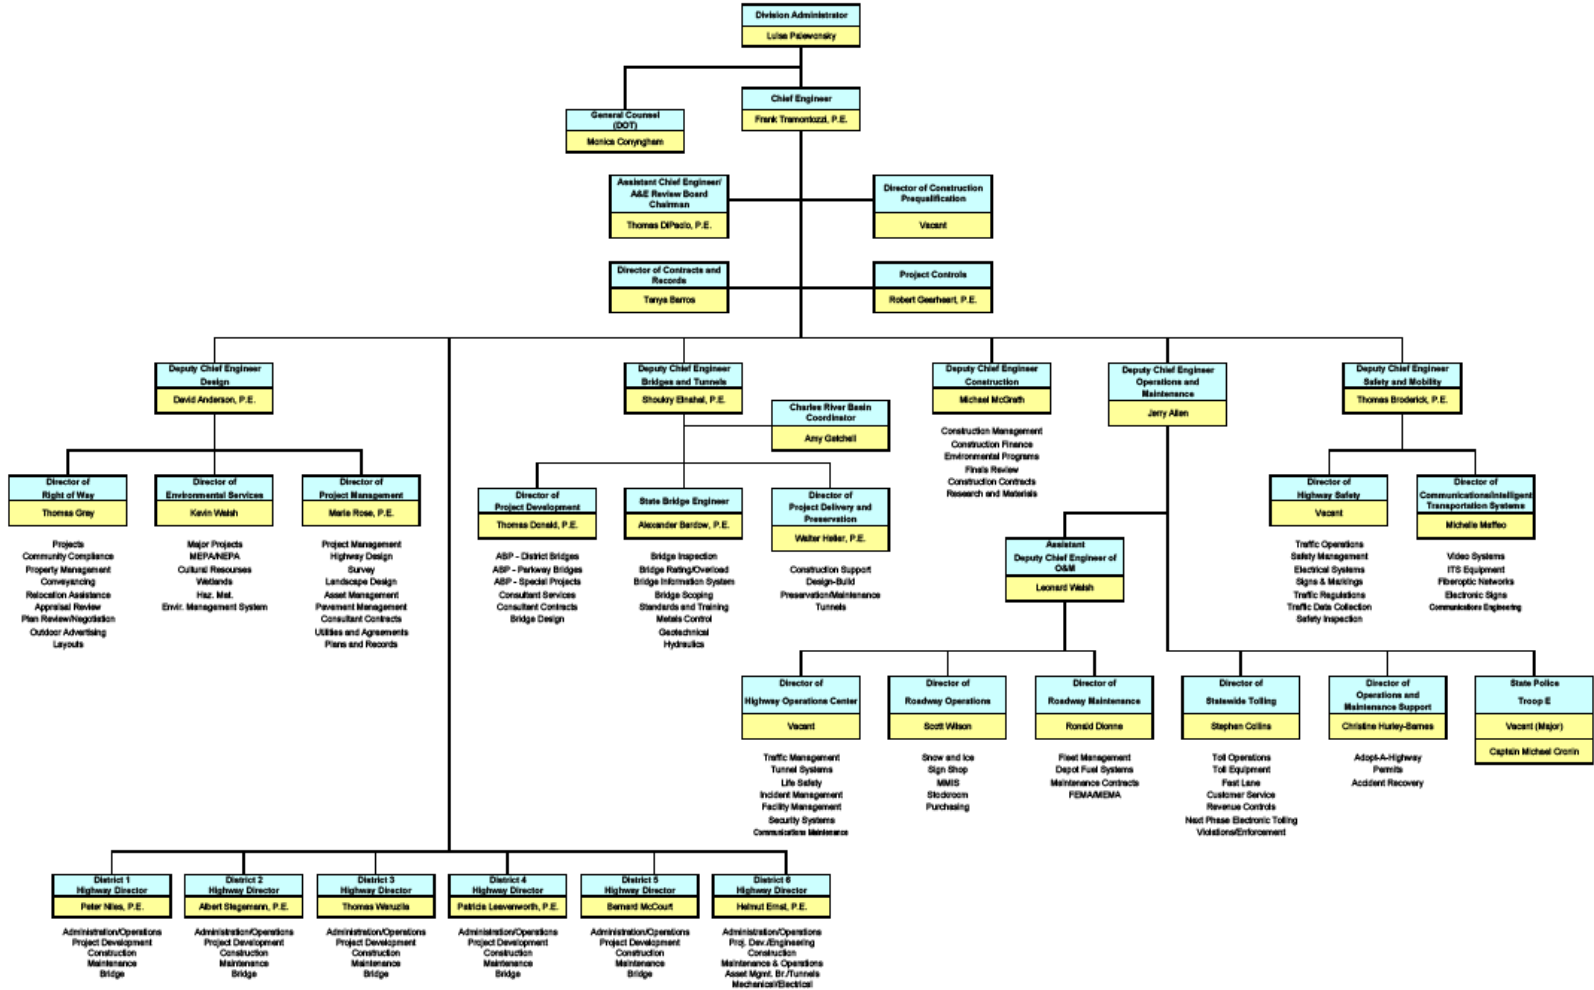 Division Administrator
Luisa Paiewonsky
Chief Engineer
Frank Tramontozzi, P.E.
General Counsel
(DOT)
Monica Conyngham
Assistant Chief Engineer/
A&E Review Board
Chairman
Thomas DiPaolo, P.E.
Director of Construction
Prequalification
Vacant
Director of Contracts and
Records
Tanya Barros
Project Controls
Robert Gearheart, P.E.
Deputy Chief Engineer
Design
David Anderson, P.E.
Deputy Chief Engineer
Bridges and Tunnels
Shoukry Elnahal, P.E.
Charles River Basin
Coordinator
Amy Getchell
Deputy Chief Engineer
Construction
Michael McGrath
Construction Management
Construction Finance
Environmental Programs
Finals Review
Construction Contracts
Research and Materials
Deputy Chief Engineer
Operations and
Maintenance
Jerry Allen
Deputy Chief Engineer
Safety and Mobility
Thomas Broderick, P.E.
Director of
Right of Way
Thomas Gray
Projects
Community Compliance
Property Management
Conveyancing
Relocation Assistance
Appraisal Review
Plan Review/Negotiation
Outdoor Advertising
Layouts
Director of
Environmental Services
Kevin Walsh
Major Projects
MEPA/NEPA
Cultural Resourses
Wetlands
Haz. Mat.
Envir. Management System
Director of
Project Management
Marie Rose, P.E.
Project Management
Highway Design
Survey
Landscape Design
Asset Management
Pavement Management
Consultant Contracts
Utilities and Agreements
Plans and Records
Director of
Project Development
Thomas Donald, P.E.
ABP - District Bridges
ABP - Parkway Bridges
ABP - Special Projects
Consultant Services
Consultant Contracts
Bridge Design
State Bridge Engineer
Alexander Bardow, P.E.
Bridge Inspection
Bridge Rating/Overload
Bridge Information System
Bridge Scoping
Standards and Training
Metals Control
Geotechnical
Hydraulics
Director of
Project Delivery and
Preservation
Walter Heller, P.E.
Construction Support
Design-Build
Preservation/Maintenance
Tunnels
Assistant
Deputy Chief Engineer of
O&M
Leonard Walsh
Director of
Highway Safety
Vacant
Traffic Operations
Safety Management
Electrical Systems
Signs & Markings
Traffic Regulations
Traffic Data Collection
Safety Inspection
Director of
Communications/Intelligent
Transportation Systems
Michelle Maffeo
Video Systems
ITS Equipment
Fiberoptic Networks
Electronic Signs
Communications Engineering
Director of
Highway Operations Center
Vacant
Traffic Management
Tunnel Systems
Life Safety
Incident Management
Facility Management
Security Systems
Communications Maintenance
Director of
Roadway Operations
Scott Wilson
Snow and Ice
Sign Shop
MMIS
Stockroom
Purchasing
Director of
Roadway Maintenance
Ronald Dionne
Fleet Management
Depot Fuel Systems
Maintenance Contracts
FEMA/MEMA
Director of
Statewide Tolling
Stephen Collins
Toll Operations
Toll Equipment
Fast Lane
Customer Service
Revenue Controls
Next Phase Electronic Tolling
Violations/Enforcement
Director of
Operations and
Maintenance Support
Christine Hurley-Barnes
Adopt-A-Highway
Permits
Accident Recovery
State Police
Troop E
Vacant (Major)
Captain Michael Cronin
District 1
Highway Director
Peter Niles, P.E.
Administration/Operations
Project Development
Construction
Maintenance
Bridge
District 2
Highway Director
Albert Stegemann, P.E.
Administration/Operations
Project Development
Construction
Maintenance
Bridge
District 3
Highway Director
Thomas Waruzila
Administration/Operations
Project Development
Construction
Maintenance
Bridge
District 4
Highway Director
Patricia Leavenworth, P.E.
Administration/Operations
Project Development
Construction
Maintenance
Bridge
District 5
Highway Director
Bernard McCourt
Administration/Operations
Project Development
Construction
Maintenance
Bridge
District 6
Highway Director
Helmut Ernst, P.E.
Administration/Operations
Proj. Dev./Engineering
Construction
Maintenance & Operations
Asset Mgmt. Br./Tunnels
Mechanical/Electrical